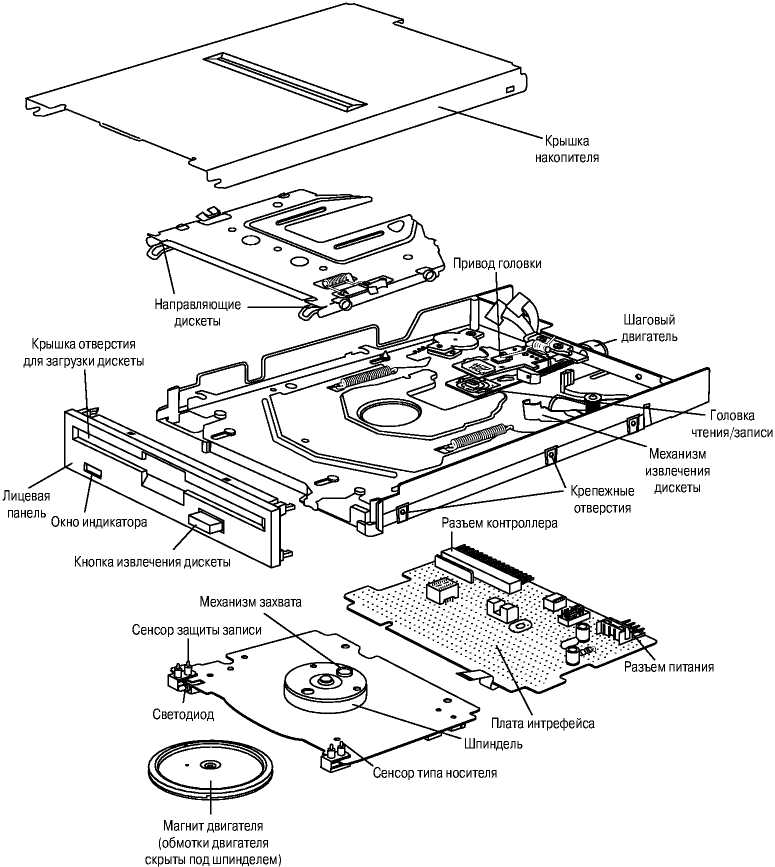 Крышка
накопителя
Привод головки
Направляющие
дискеты
Шаговый
двигатель
Крышка отверстия
для загрузки дискеты
Головка
чтения/записи
Механизм
извлечения
дискеты
Лицевая
панель
Окно индикатора
Крепежные
отверстия
Кнопка извлечения дискеты
Разъем контроллера
Механизм захвата
Сенсор защиты записи
Разъем питания
Светодиод
Плата интрефейса
Шпиндель
Сенсор типа носителя
Магнит двигателя
(обмотки двигателя
скрыты под шпинделем)